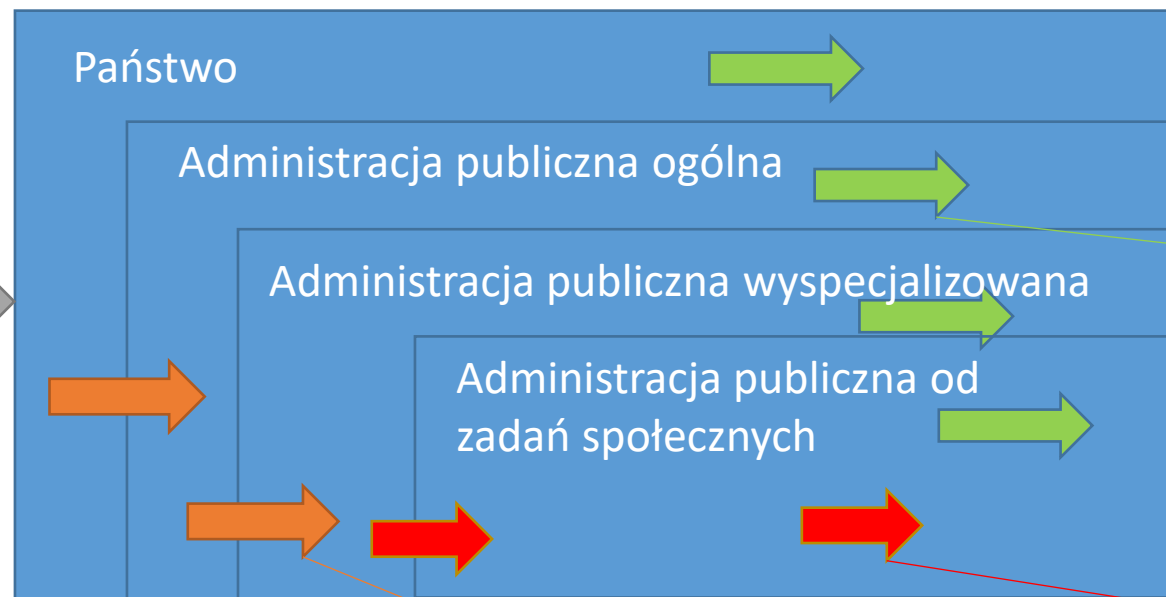 Państwo
Administracja publiczna ogólna
Administracja publiczna wyspecjalizowana
Administracja publiczna od
zadań społecznych